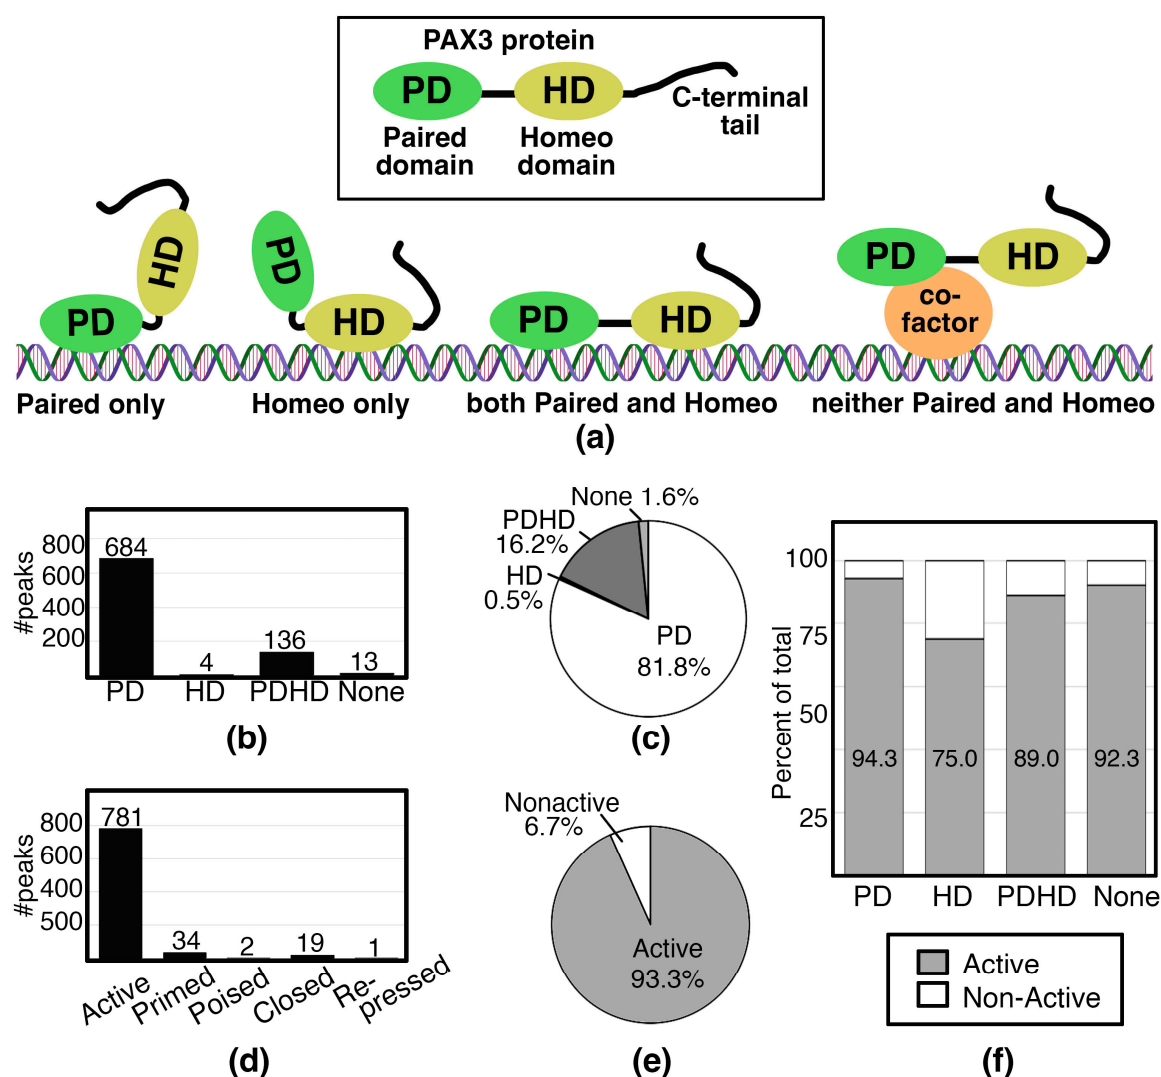 PAX3 protein
PD
HD
C-terminal
tail
Paired
domain
Homeo
domain
PD
HD
PD
HD
PD
HD
PD
HD
co-
factor
Paired only
Homeo only
both Paired and Homeo
neither Paired and Homeo
(a)
#peaks
800
600
400
200
684
4
136
13
PD
HD
PDHD
None
(b)
None 1.6%
PDHD
16.2%
HD
0.5%
PD
81.8%
(c)
#peaks
800
600
400
500
781
34
2
19
1
Active
Primed
Poised
Closed
Re-
pressed
(d)
Nonactive
6.7%
Active
93.3%
(e)
Percent of total
100
75
50
25
94.3
75.0
89.0
92.3
PD
HD
PDHD
None
Active
Non-Active
(f)